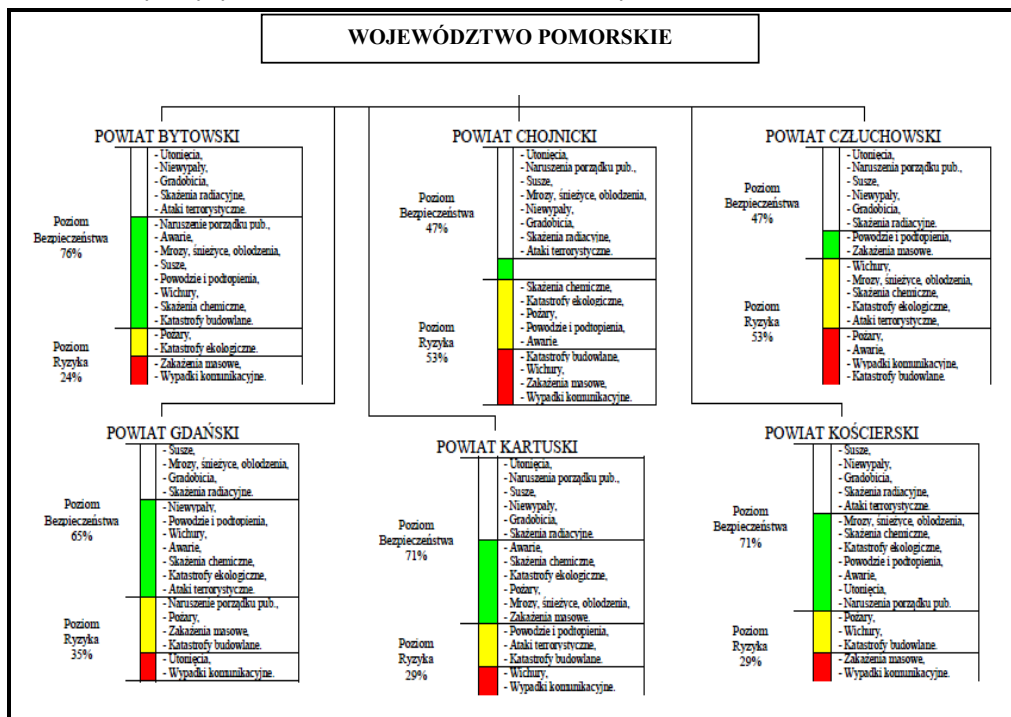 WOJEWÓDZTWO POMORSKIE
POWIAT BYTOWSKI
- Utonięcia,
- Niewypały,
- Gradobicia,
- Skażenia radiacyjne,
- Ataki terrorystyczne.
Poziom
Bezpieczeństwa
76%
- Naruszenie porządku pub.,
- Awarie,
- Mrozy, śnieżyce, oblodzenia,
- Susze,
- Powodzie i podtopienia,
- Wichury,
- Skażenia chemiczne,
- Katastrofy budowlane.
Poziom
Ryzyka
24%
- Pożary,
- Katastrofy ekologiczne.
- Zakażenia masowe,
- Wypadki komunikacyjne.
POWIAT CHOJNICKI
- Utonięcia,
- Naruszenia porządku pub.,
- Susze,
- Mrozy, śnieżyce, oblodzenia,
- Niewypały,
- Gradobicia,
- Skażenia radiacyjne,
- Ataki terrorystyczne.
Poziom
Bezpieczeństwa
47%
- Skażenia chemiczne,
- Katastrofy ekologiczne,
- Pożary,
- Powodzie i podtopienia,
- Awarie.
Poziom
Ryzyka
53%
- Katastrofy budowlane,
- Wichury,
- Zakażenia masowe,
- Wypadki komunikacyjne.
POWIAT CZŁUCHOWSKI
- Utonięcia,
- Naruszenia porządku pub.,
- Susze,
- Niewypały,
- Gradobicia,
- Skażenia radiacyjne.
Poziom
Bezpieczeństwa
47%
- Powodzie i podtopienia,
- Zakażenia masowe.
- Wichury,
- Mrozy, śnieżyce, oblodzenia,
- Skażenia chemiczne,
- Katastrofy ekologiczne,
- Ataki terrorystyczne,
Poziom
Ryzyka
53%
- Pożary,
- Awarie,
- Wypadki komunikacyjne,
- Katastrofy budowlane.
POWIAT GDAŃSKI
- Susze,
- Mrozy, śnieżyce, oblodzenia,
- Gradobicia,
- Skażenia radiacyjne.
Poziom
Bezpieczeństwa
65%
- Niewypały,
- Powodzie i podtopienia,
- Wichury,
- Awarie,
- Skażenia chemiczne,
- Katastrofy ekologiczne,
- Ataki terrorystyczne.
Poziom
Ryzyka
35%
- Naruszenie porządku pub.,
- Pożary,
- Zakażenia masowe,
- Katastrofy budowlane.
- Utonięcia,
- Wypadki komunikacyjne.
POWIAT KARTUSKI
- Utonięcia,
- Naruszenia porządku pub.,
- Susze,
- Niewypały,
- Gradobicia,
- Skażenia radiacyjne.
Poziom
Bezpieczeństwa
71%
- Awarie,
- Skażenia chemiczne,
- Katastrofy ekologiczne,
- Pożary,
- Mrozy, śnieżyce, oblodzenia,
- Zakażenia masowe.
Poziom
Ryzyka
29%
- Powodzie i podtopienia,
- Ataki terrorystyczne,
- Katastrofy budowlane.
- Wichury,
- Wypadki komunikacyjne.
POWIAT KOŚCIERSKI
- Susze,
- Niewypały,
- Gradobicia,
- Skażenia radiacyjne,
- Ataki terrorystyczne.
Poziom
Bezpieczeństwa
71%
- Mrozy, śnieżyce, oblodzenia,
- Skażenia chemiczne,
- Katastrofy ekologiczne,
- Powodzie i podtopienia,
- Awarie,
- Utonięcia,
- Naruszenia porządku pub.
Poziom
Ryzyka
29%
- Pożary,
- Wichury,
- Katastrofy budowlane.
- Zakażenia masowe,
- Wypadki komunikacyjne.